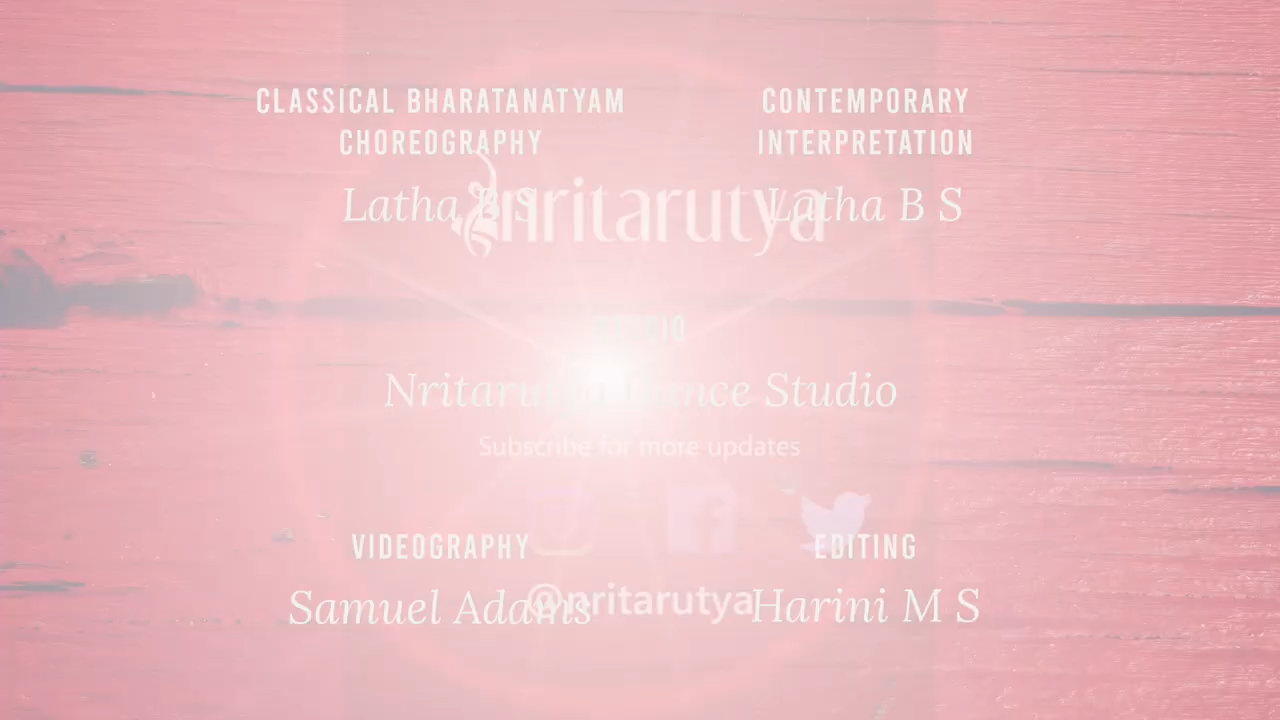 CLASSICAL BHARATANATYAM
CHOREOGRAPHY
Latha B S
CONTEMPORARY
INTERPRETATION
Latha B S
nritarutya
STUDIO
Nritarutya Dance Studio
Subscribe for more updates
VIDEOGRAPHY
Samuel Adams
EDITING
Harini M S
@nritarutya